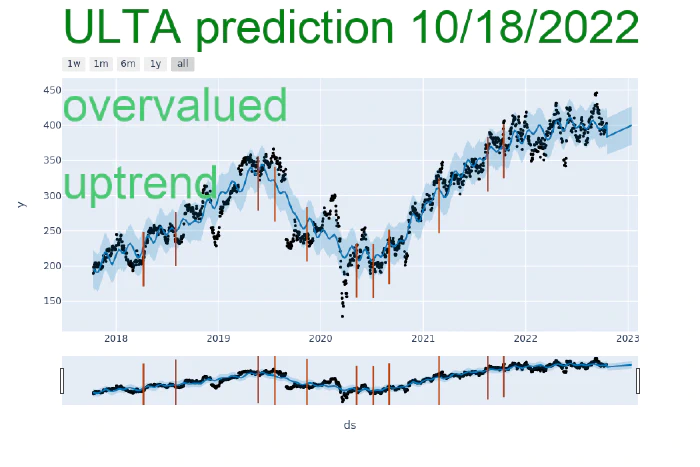 ULTA prediction 10/18/2022
1w 1m 6m 1y all
overvalued
uptrend
450
400
350
300
250
200
150
y
2018 2019 2020 2021 2022 2023
ds